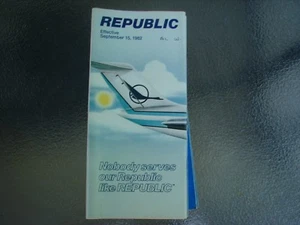 REPUBLIC
Effective
September 15, 1982
Nobody serves
our Republic
like REPUBLIC